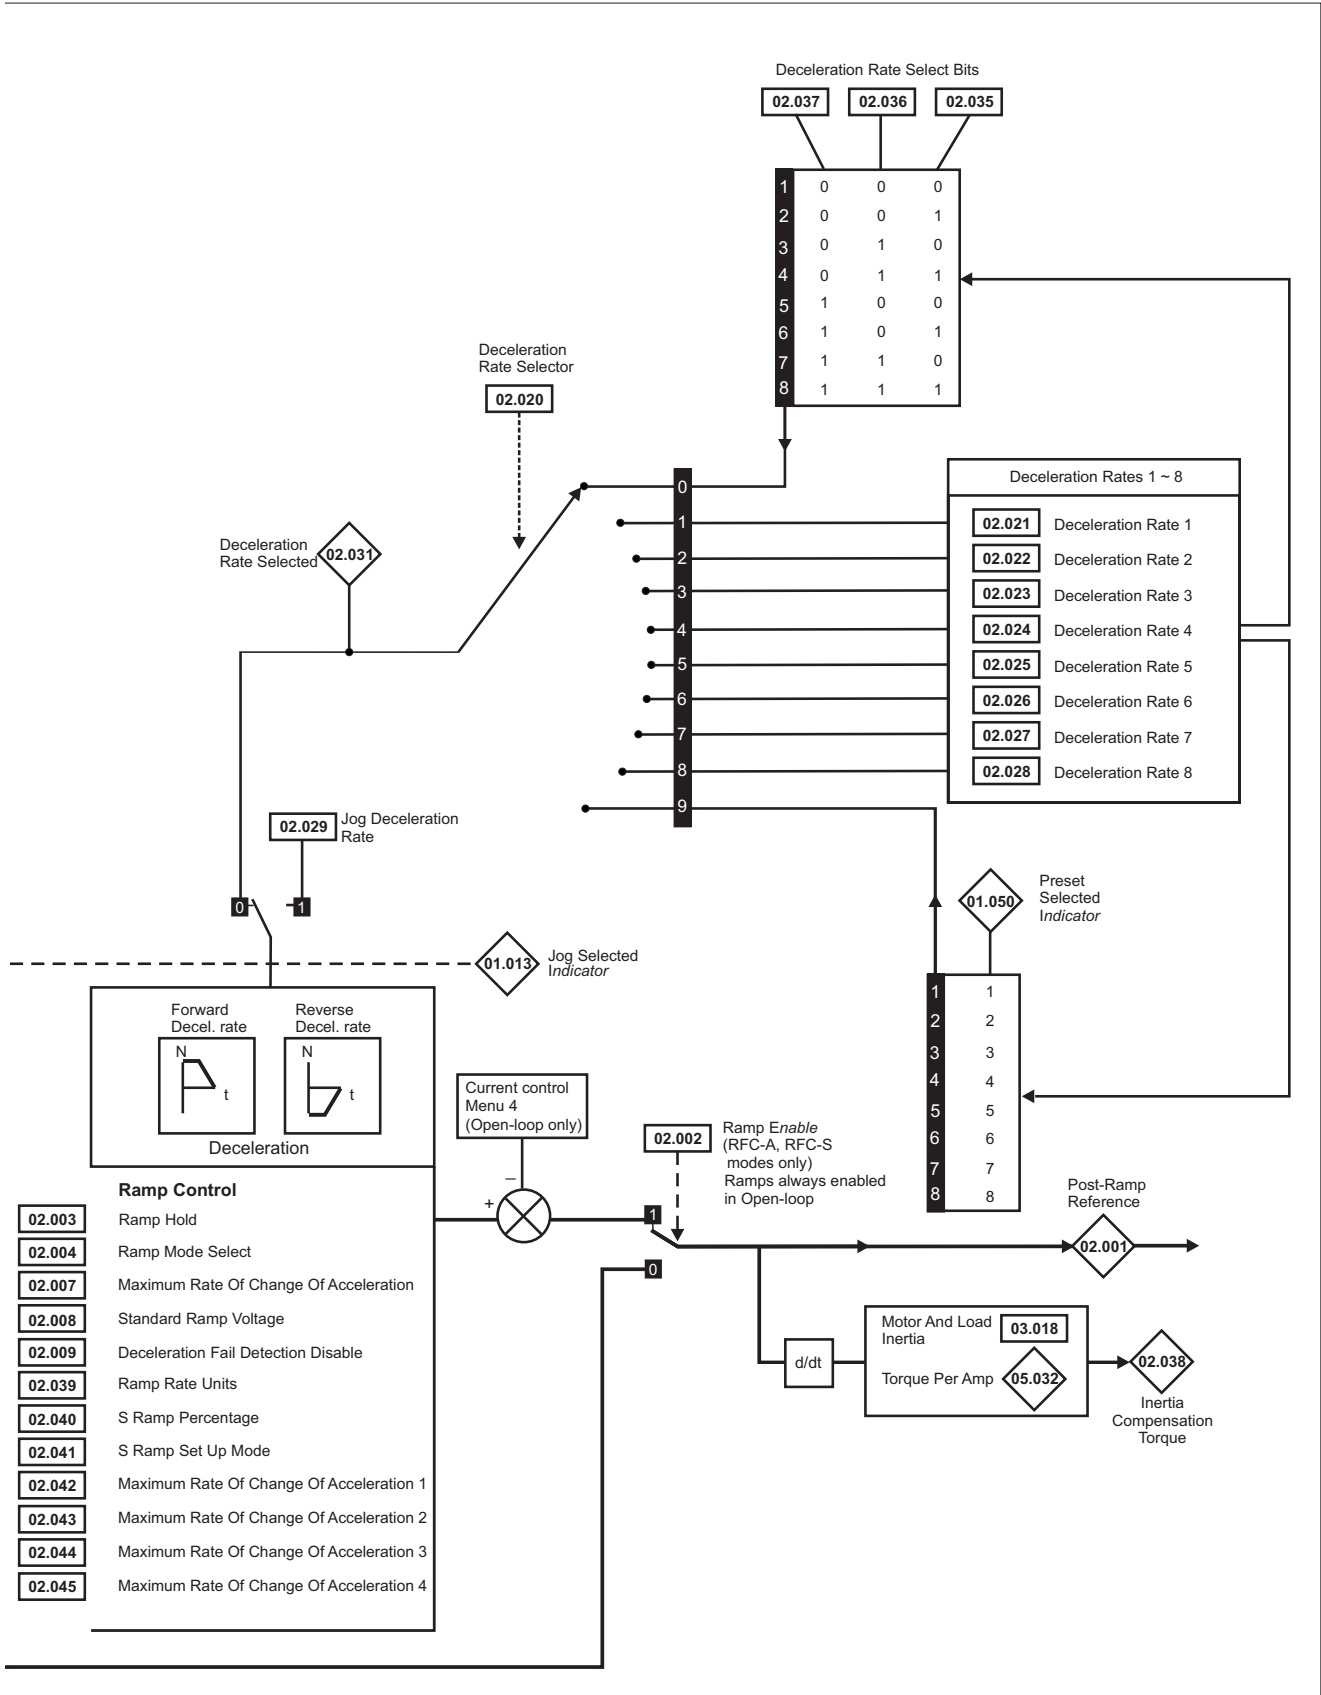 Deceleration Rate Select Bits
02.037 02.036 02.035
1 0 0 0
2 0 0 1
3 0 1 0
4 0 1 1
5 1 0 0
6 1 0 1
7 1 1 0
8 1 1 1
Deceleration
Rate Selector
02.020
Deceleration
Rate Selected
02.031
0
1
2
3
4
5
6
7
8
9
Deceleration Rates 1 ~ 8
02.021 Deceleration Rate 1
02.022 Deceleration Rate 2
02.023 Deceleration Rate 3
02.024 Deceleration Rate 4
02.025 Deceleration Rate 5
02.026 Deceleration Rate 6
02.027 Deceleration Rate 7
02.028 Deceleration Rate 8
02.029
Jog Deceleration
Rate
0 1
01.013
Jog Selected
Indicator
01.050
Preset
Selected
Indicator
1 1
2 2
3 3
4 4
5 5
6 6
7 7
8 8
Forward
Decel. rate
N
t
Reverse
Decel. rate
N
t
Deceleration
Current control
Menu 4
(Open-loop only)
–
+
02.002
Ramp Enable
(RFC-A, RFC-S
modes only)
Ramps always enabled
in Open-loop
1
0
Post-Ramp
Reference
02.001
d/dt
Motor And Load
Inertia
03.018
Torque Per Amp 05.032
02.038
Inertia
Compensation
Torque
Ramp Control
02.003 Ramp Hold
02.004 Ramp Mode Select
02.007 Maximum Rate Of Change Of Acceleration
02.008 Standard Ramp Voltage
02.009 Deceleration Fail Detection Disable
02.039 Ramp Rate Units
02.040 S Ramp Percentage
02.041 S Ramp Set Up Mode
02.042 Maximum Rate Of Change Of Acceleration 1
02.043 Maximum Rate Of Change Of Acceleration 2
02.044 Maximum Rate Of Change Of Acceleration 3
02.045 Maximum Rate Of Change Of Acceleration 4